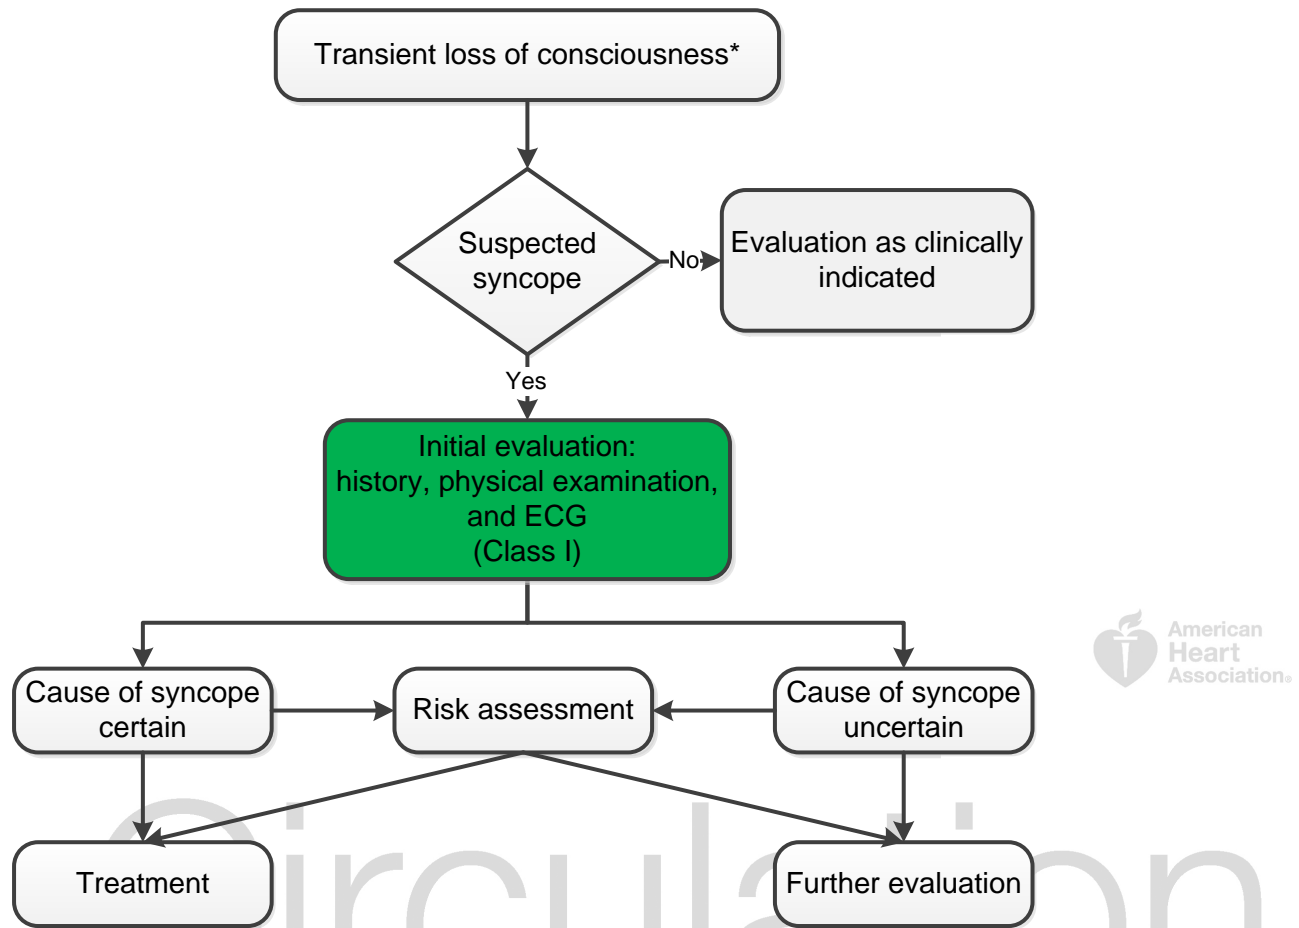 Transient loss of consciousness*
Suspected
syncope
No
Evaluation as clinically
indicated
Yes
Initial evaluation:
history, physical examination,
and ECG
(Class I)
American
Heart
Association®
Cause of syncope
certain
Risk assessment
Cause of syncope
uncertain
Circulation
Treatment
Further evaluation